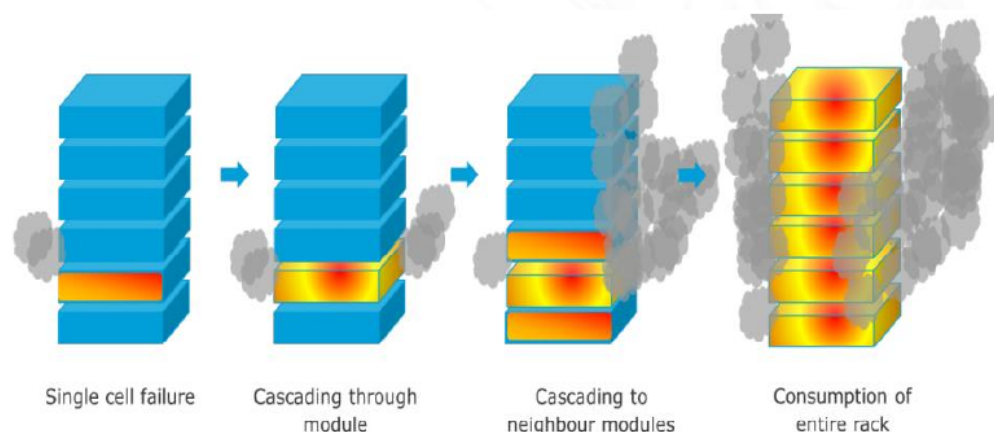 Single cell failure
Cascading through
module
Cascading to
neighbour modules
Consumption of
entire rack